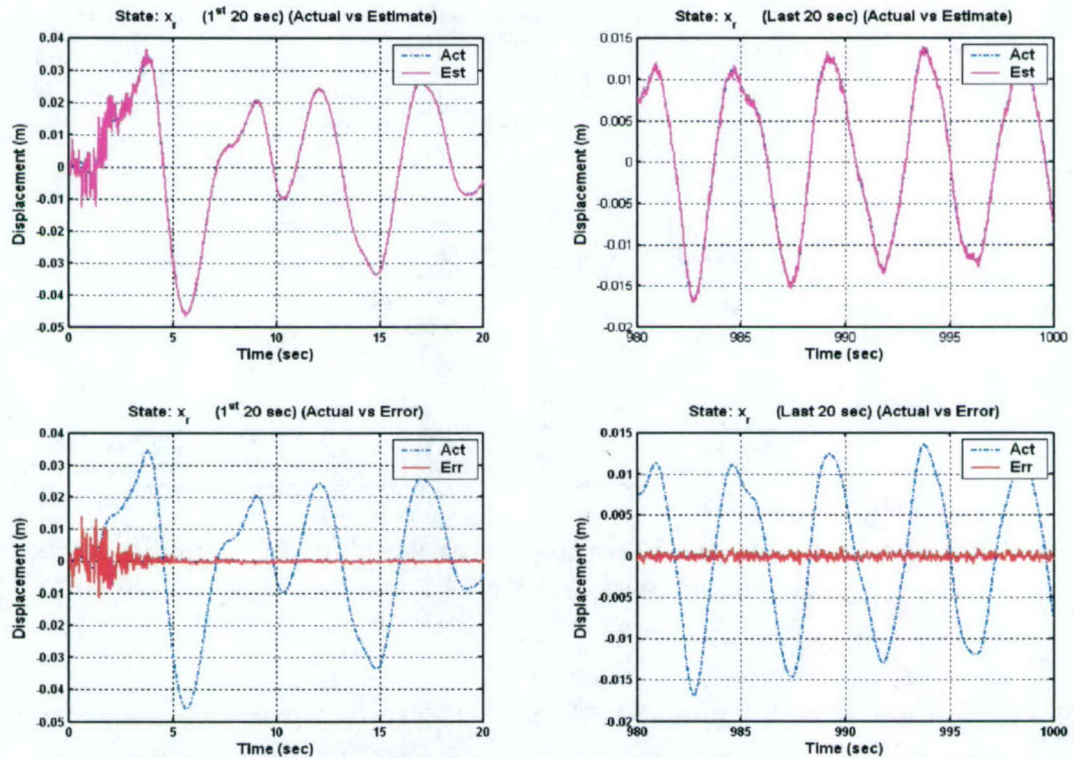 State: x_r (1st 20 sec) (Actual vs Estimate)
0.04
0.03
0.02
0.01
0
-0.01
-0.02
-0.03
-0.04
-0.05
Displacement (m)
Act
Est
0 5 10 15 20
Time (sec)
State: x_r (Last 20 sec) (Actual vs Estimate)
0.015
0.01
0.005
0
-0.005
-0.01
-0.015
-0.02
Displacement (m)
Act
Est
980 985 990 995 1000
Time (sec)
State: x_r (1st 20 sec) (Actual vs Error)
0.04
0.03
0.02
0.01
0
-0.01
-0.02
-0.03
-0.04
-0.05
Displacement (m)
Act
Err
0 5 10 15 20
Time (sec)
State: x_r (Last 20 sec) (Actual vs Error)
0.015
0.01
0.005
0
-0.005
-0.01
-0.015
-0.02
Displacement (m)
Act
Err
980 985 990 995 1000
Time (sec)